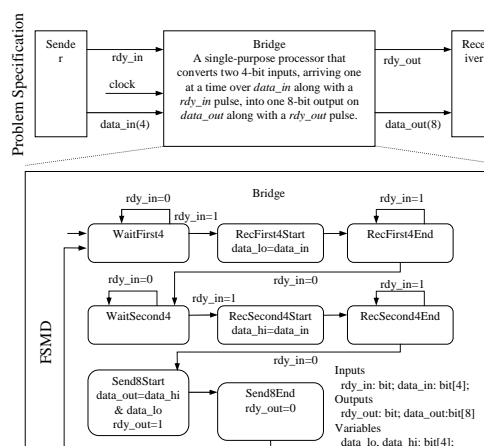 Problem Specification
Sende
r
rdy_in
clock
data_in(4)
Bridge
A single-purpose processor that
converts two 4-bit inputs, arriving one
at a time over data_in along with a
rdy_in pulse, into one 8-bit output on
data_out along with a rdy_out pulse.
rdy_out
data_out(8)
Rece
iver
FSMD
Bridge
rdy_in=0
rdy_in=1
rdy_in=1
WaitFirst4
RecFirst4Start
data_lo=data_in
RecFirst4End
rdy_in=0
rdy_in=0
rdy_in=1
rdy_in=1
WaitSecond4
RecSecond4Start
data_hi=data_in
RecSecond4End
rdy_in=0
Send8Start
data_out=data_hi
& data_lo
rdy_out=1
Send8End
rdy_out=0
Inputs
rdy_in: bit; data_in: bit[4];
Outputs
rdy_out: bit; data_out:bit[8]
Variables
data_lo, data_hi: bit[4];